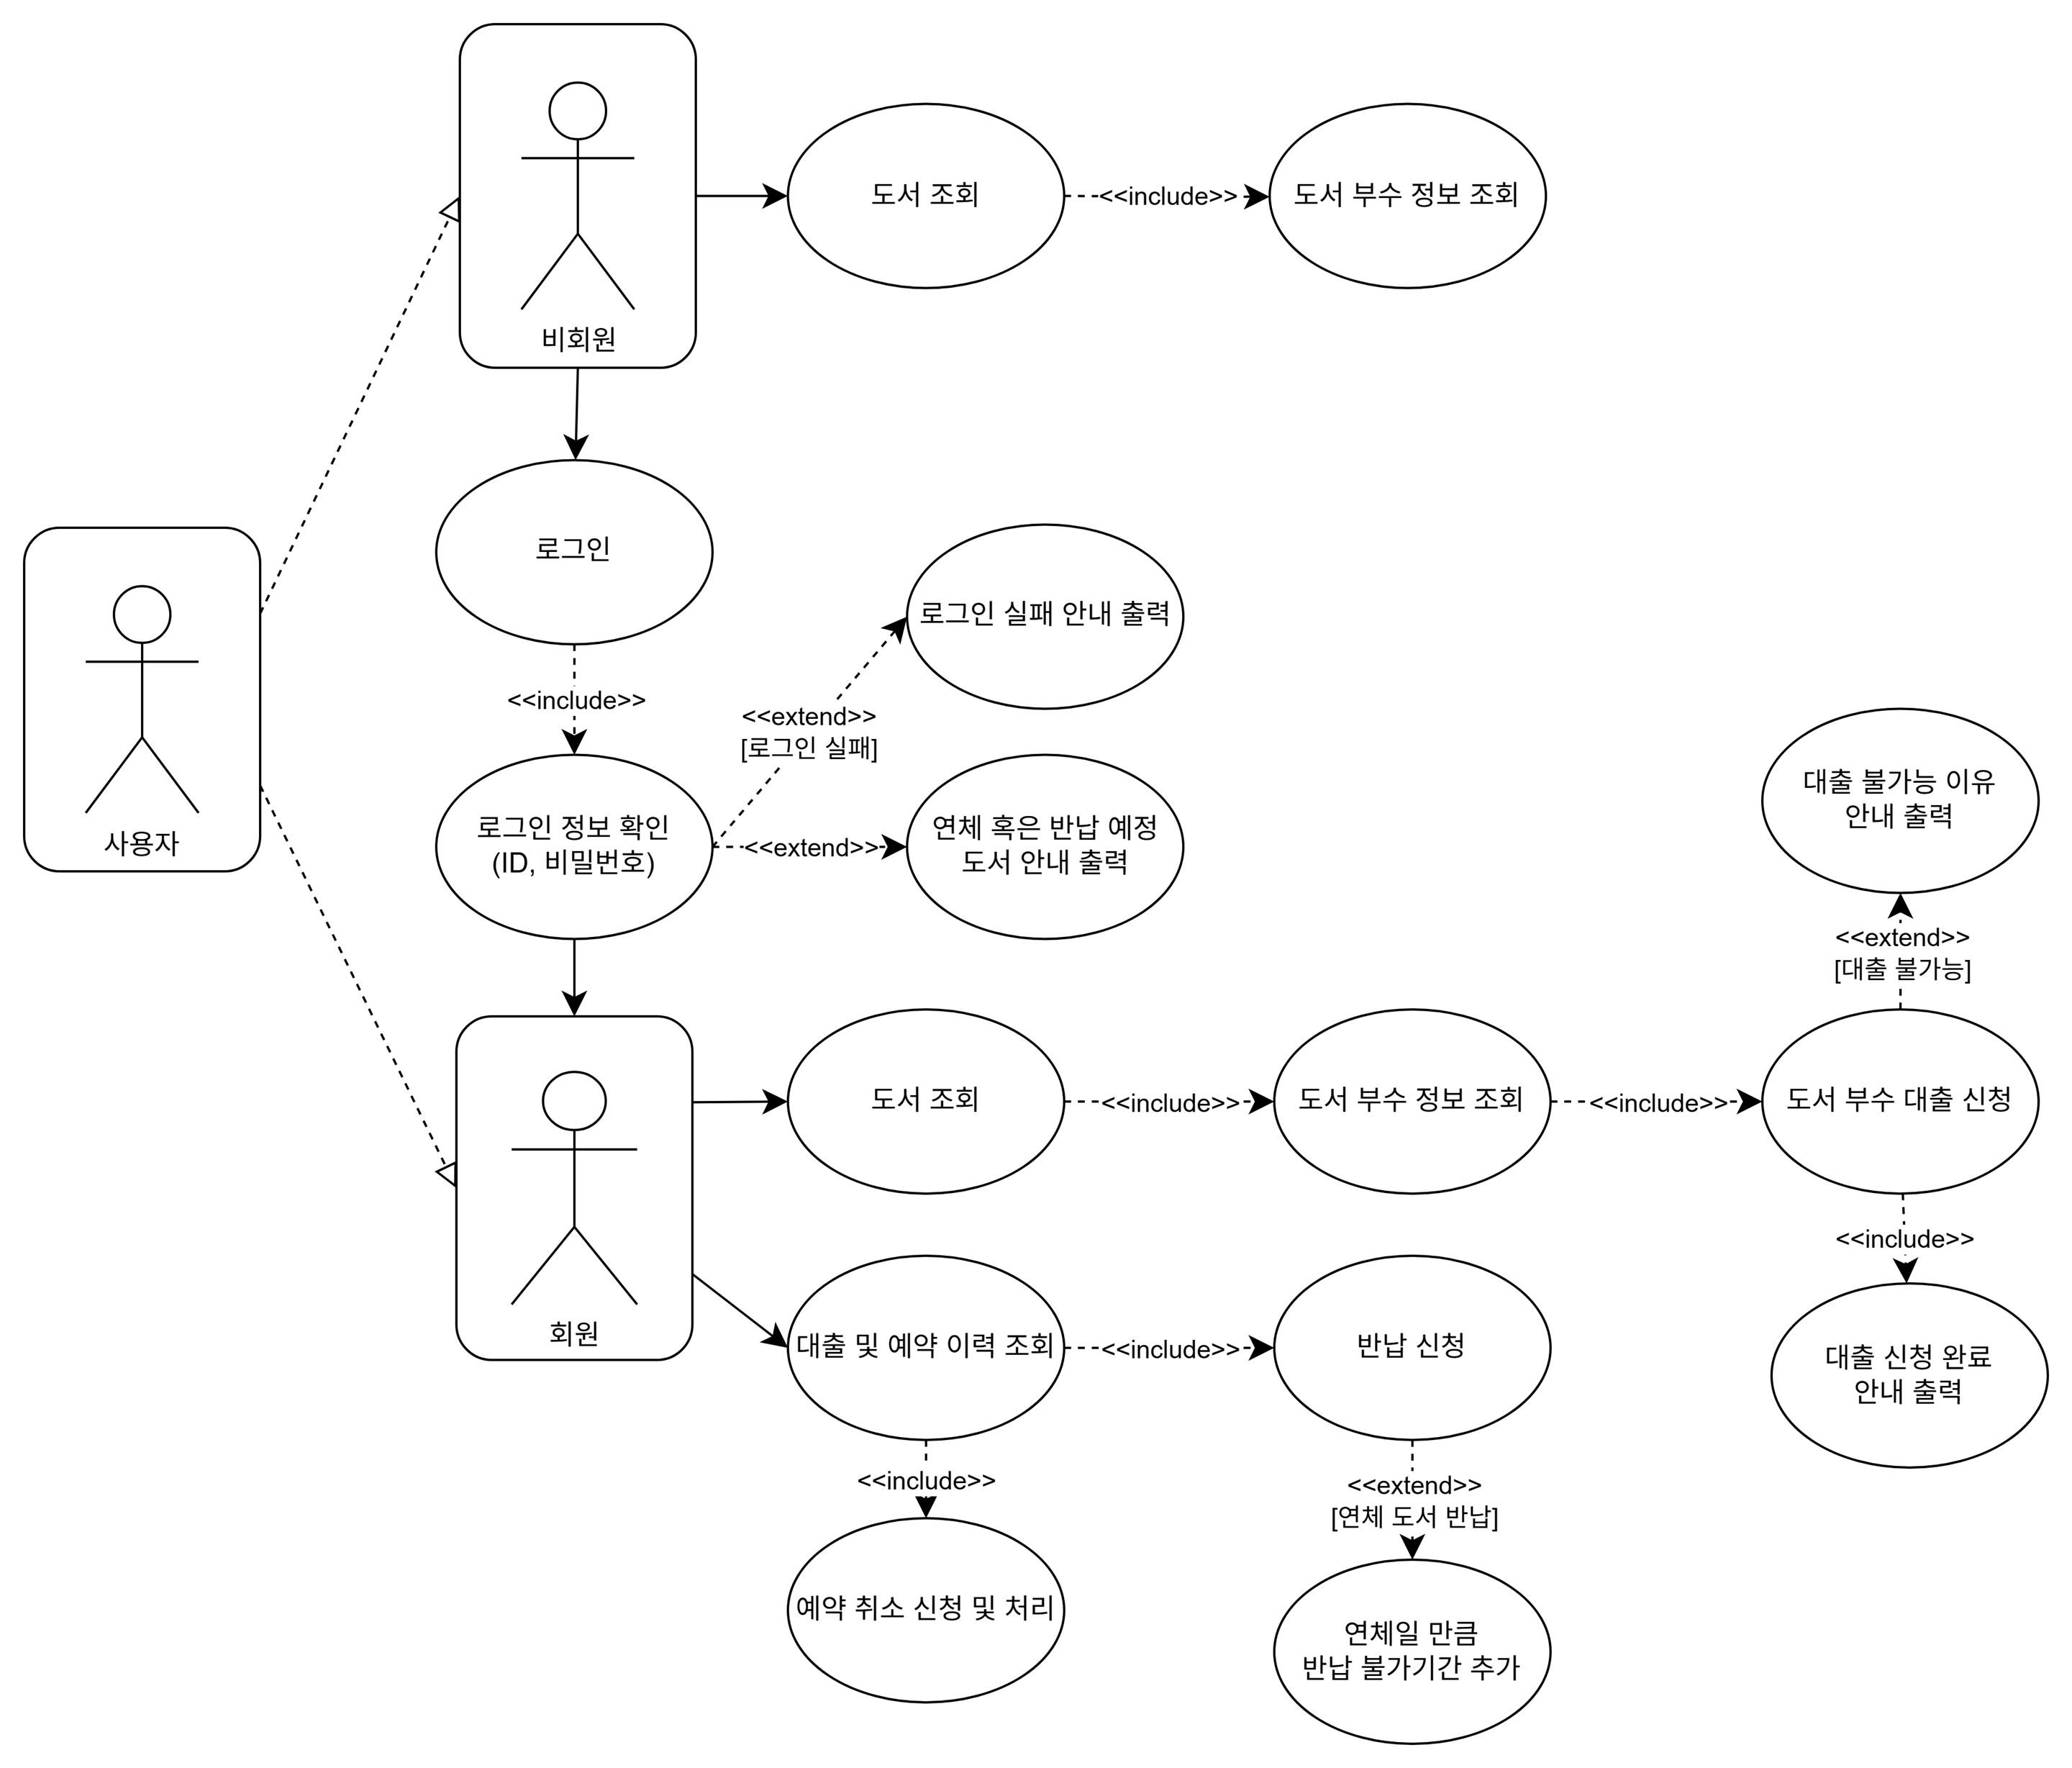 비회원
도서 조회
<<include>>
도서 부수 정보 조회
로그인
<<include>>
로그인 정보 확인
(ID, 비밀번호)
<<extend>>
[로그인 실패]
로그인 실패 안내 출력
<<extend>>
연체 혹은 반납 예정
도서 안내 출력
사용자
회원
도서 조회
<<include>>
도서 부수 정보 조회
<<include>>
도서 부수 대출 신청
<<extend>>
[대출 불가능]
대출 불가능 이유
안내 출력
<<include>>
대출 신청 완료
안내 출력
대출 및 예약 이력 조회
<<include>>
반납 신청
<<include>>
예약 취소 신청 및 처리
<<extend>>
[연체 도서 반납]
연체일 만큼
반납 불가기간 추가